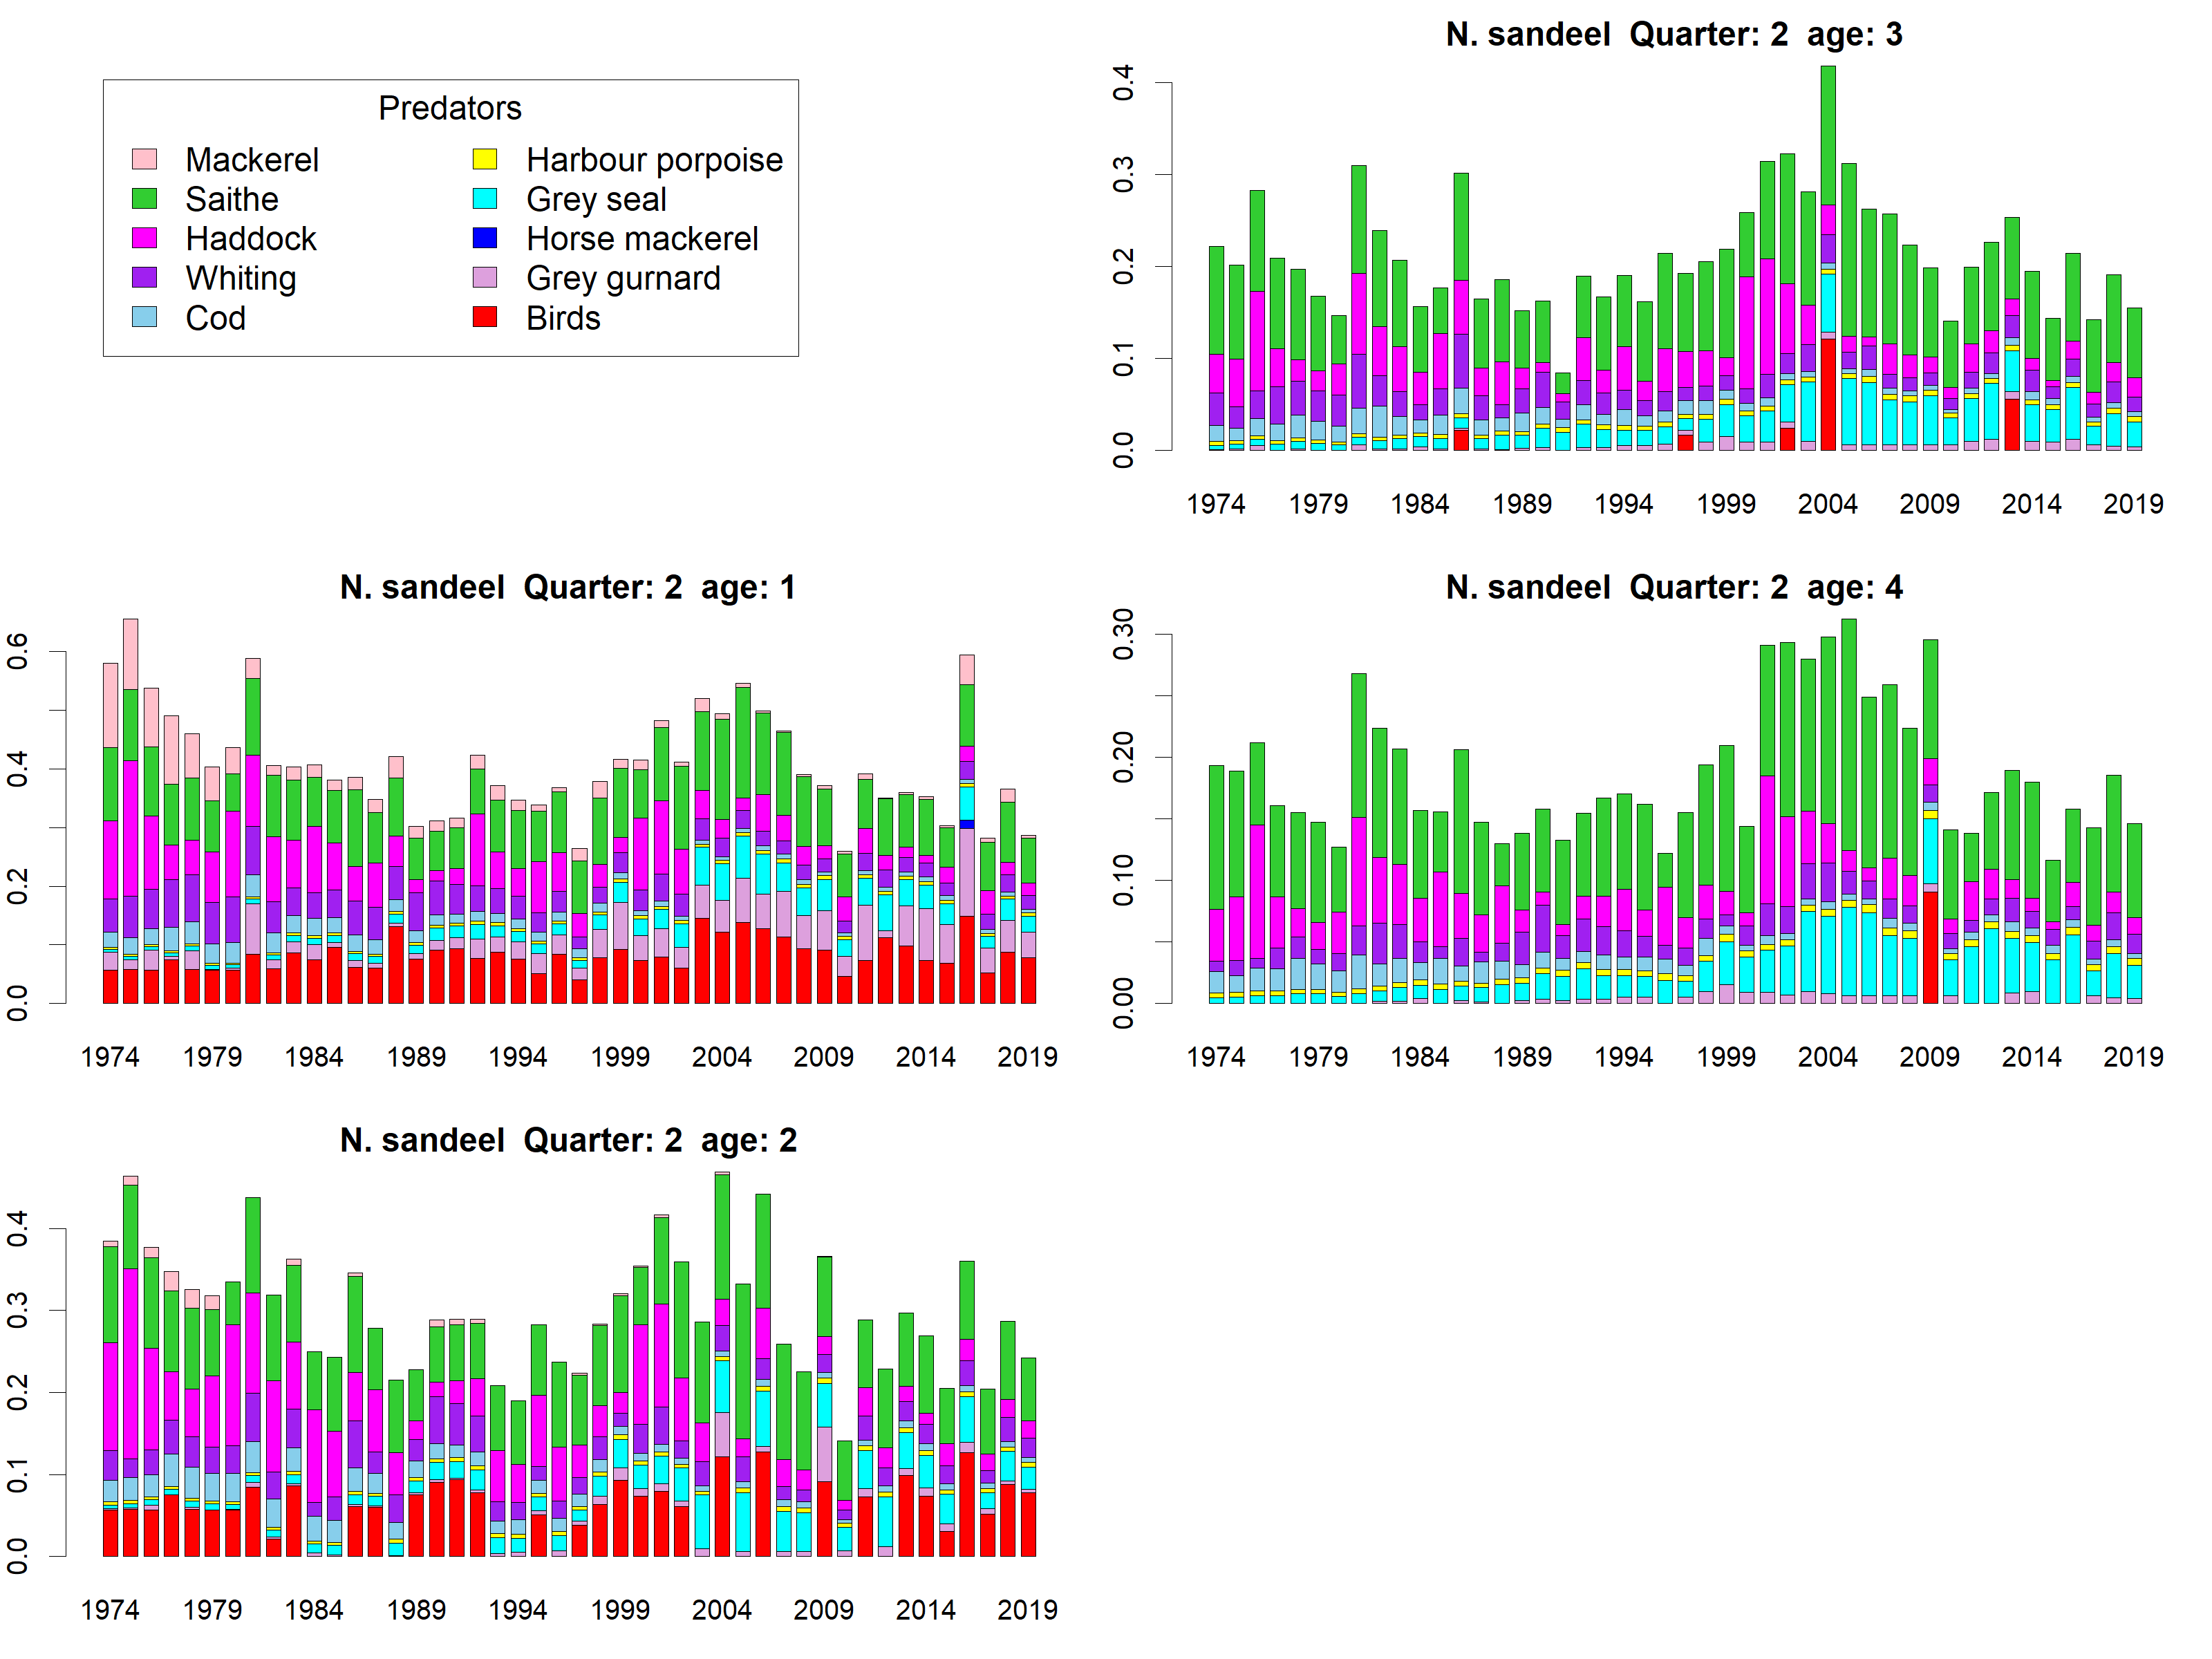 Predators
Mackerel
Saithe
Haddock
Whiting
Cod
Harbour porpoise
Grey seal
Horse mackerel
Grey gurnard
Birds
N. sandeel Quarter: 2 age: 3
0.0 0.1 0.2 0.3 0.4
1974 1979 1984 1989 1994 1999 2004 2009 2014 2019
N. sandeel Quarter: 2 age: 1
0.0 0.2 0.4 0.6
1974 1979 1984 1989 1994 1999 2004 2009 2014 2019
N. sandeel Quarter: 2 age: 4
0.00 0.10 0.20 0.30
1974 1979 1984 1989 1994 1999 2004 2009 2014 2019
N. sandeel Quarter: 2 age: 2
0.0 0.1 0.2 0.3 0.4
1974 1979 1984 1989 1994 1999 2004 2009 2014 2019